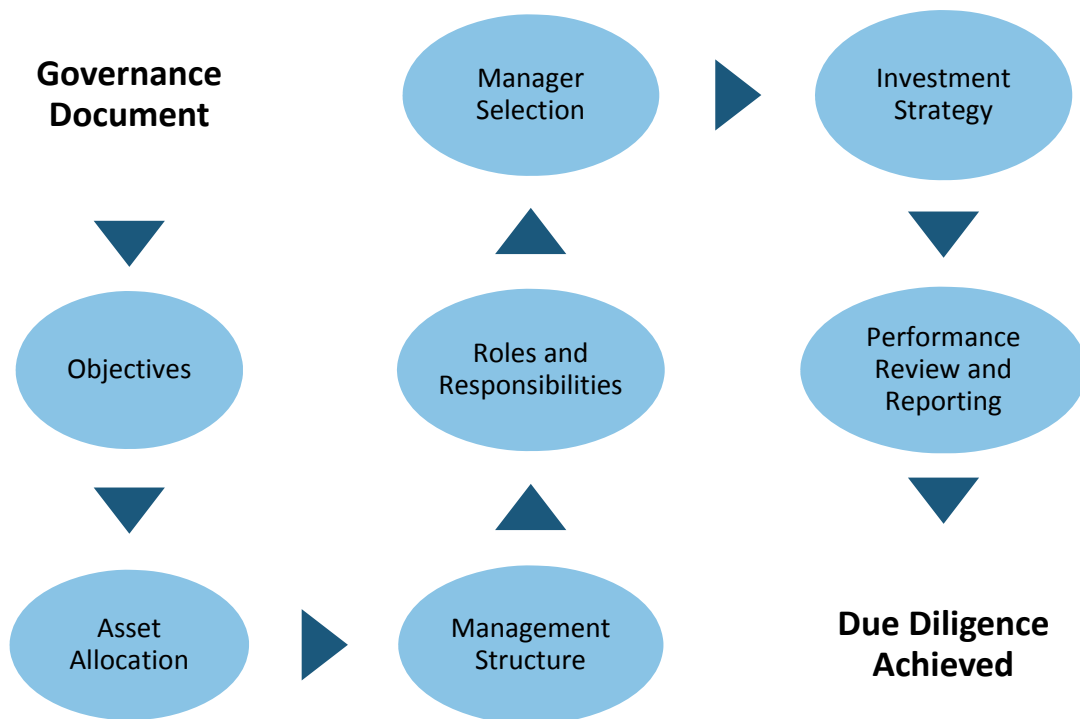 Governance
Document
Objectives
Asset
Allocation
Management
Structure
Roles and
Responsibilities
Manager
Selection
Investment
Strategy
Performance
Review and
Reporting
Due Diligence
Achieved